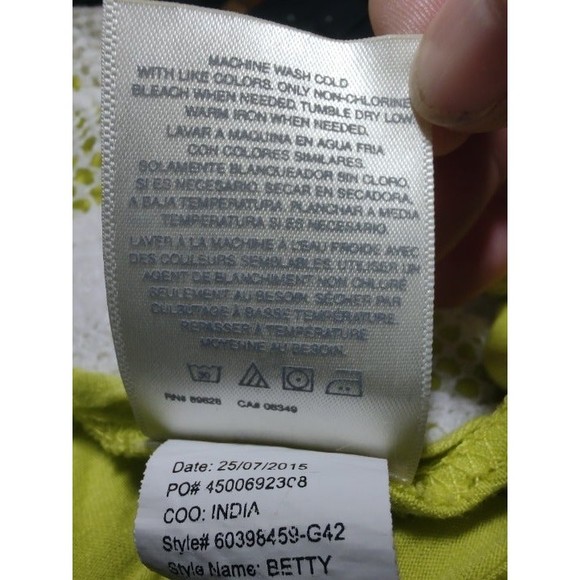 MACHINE WASH COLD
WITH LIKE COLORS. ONLY NON-CHLORINE
BLEACH WHEN NEEDED. TUMBLE DRY LOW
WARM IRON WHEN NEEDED.
LAVAR A MAQUINA EN AGUA FRIA
CON COLORES SIMILARES.
SOLAMENTE BLANQUEADOR SIN CLORO,
SI ES NECESARIO. SECAR EN SECADORA,
A BAJA TEMPERATURA. PLANCHAR A MEDIA
TEMPERATURA SI ES NECESARIO.
LAVER À LA MACHINE À L'EAU FROIDE AVEC
DES COULEURS SEMBLABLES. UTILISER UN
AGENT DE BLANCHIMENT NON CHLORÉ
SEULEMENT AU BESOIN. SÉCHER PAR
CULBUTAGE À BASSE TEMPÉRATURE.
REPASSER À TEMPÉRATURE
MOYENNE AU BESOIN.
RN# 89828 CA# 08349
Date: 25/07/2015
PO# 4500692308
COO: INDIA
Style# 60398459-G42
Style Name: BETTY